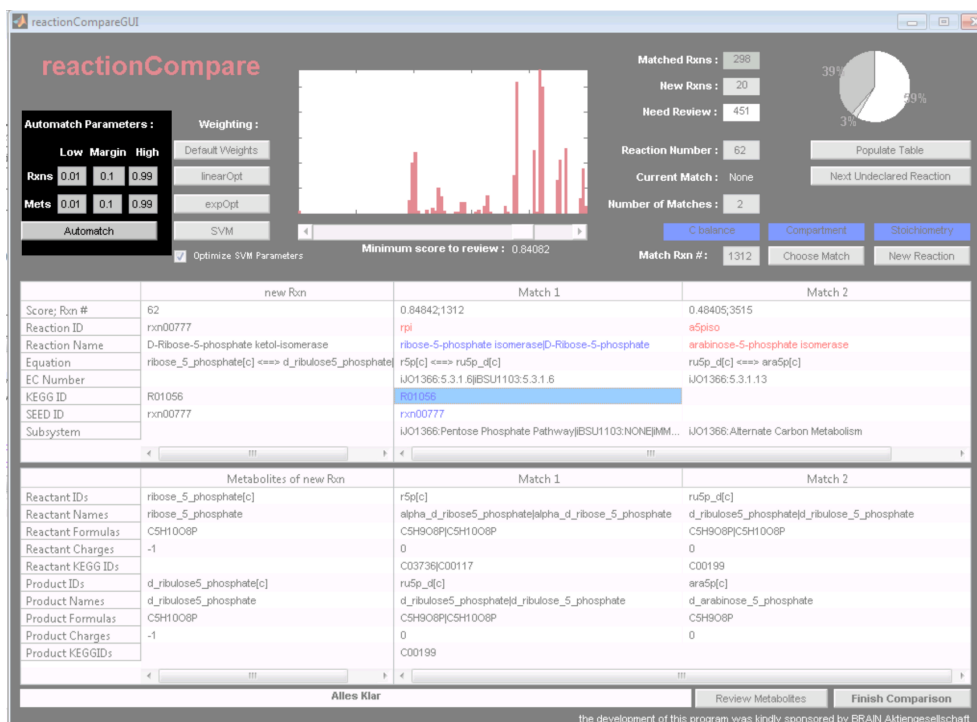 reactionCompareGUI
reactionCompare
Automatch Parameters :
Low Margin High
Rxns 0.01 0.1 0.99
Mets 0.01 0.1 0.99
Automatch
Weighting :
Default Weights
linearOpt
expOpt
SVM
Optimize SVM Parameters
Minimum score to review : 0.84082
Matched Rxns : 298
New Rxns : 20
Need Review : 451
39%
59%
3%
Reaction Number : 62
Populate Table
Current Match : None
Next Undeclared Reaction
Number of Matches : 2
C balance Compartment Stoichiometry
Match Rxn # : 1312 Choose Match New Reaction
new Rxn Match 1 Match 2
Score; Rxn # 62 0.84842;1312 0.48405;3515
Reaction ID rxn00777 rpi a5piso
Reaction Name D-Ribose-5-phosphate ketol-isomerase ribose-5-phosphate isomerase|D-Ribose-5-phosphate arabinose-5-phosphate isomerase
Equation ribose_5_phosphate[c] <==> d_ribulose5_phosphate[ r5p[c] <==> ru5p_d[c] ru5p_d[c] <==> ara5p[c]
EC Number iJO1366:5.3.1.6|iBSU1103:5.3.1.6 iJO1366:5.3.1.13
KEGG ID R01056 R01056
SEED ID rxn00777 rxn00777
Subsystem iJO1366:Pentose Phosphate Pathway|iBSU1103:NONE|iMM... iJO1366:Alternate Carbon Metabolism
Metabolites of new Rxn Match 1 Match 2
Reactant IDs ribose_5_phosphate[c] r5p[c] ru5p_d[c]
Reactant Names ribose_5_phosphate alpha_d_ribose5_phosphate|alpha_d_ribose_5_phosphate d_ribulose5_phosphate|d_ribulose_5_phosphate
Reactant Formulas C5H10O8P C5H9O8P|C5H10O8P C5H9O8P|C5H10O8P
Reactant Charges -1 0 0
Reactant KEGG IDs C03736|C00117 C00199
Product IDs d_ribulose5_phosphate[c] ru5p_d[c] ara5p[c]
Product Names d_ribulose5_phosphate d_ribulose5_phosphate|d_ribulose_5_phosphate d_arabinose_5_phosphate
Product Formulas C5H10O8P C5H9O8P|C5H10O8P C5H9O8P
Product Charges -1 0 0
Product KEGGIDs C00199
Alles Klar
Review Metabolites Finish Comparison
the development of this program was kindly sponsored by BRAIN Aktiengesellschaft